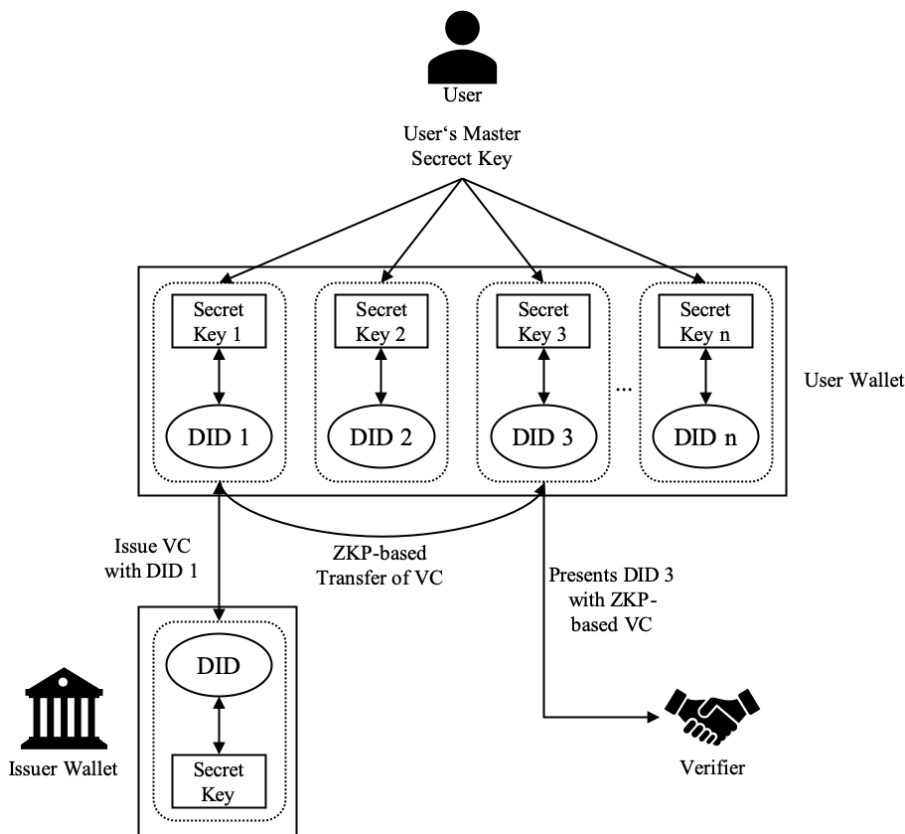 User
User‘s Master
Secrect Key
Secret
Key 1
Secret
Key 2
Secret
Key 3
Secret
Key n
...
DID 1
DID 2
DID 3
DID n
User Wallet
Issue VC
with DID 1
ZKP-based
Transfer of VC
Presents DID 3
with ZKP-
based VC
DID
Secret
Key
Issuer Wallet
Verifier